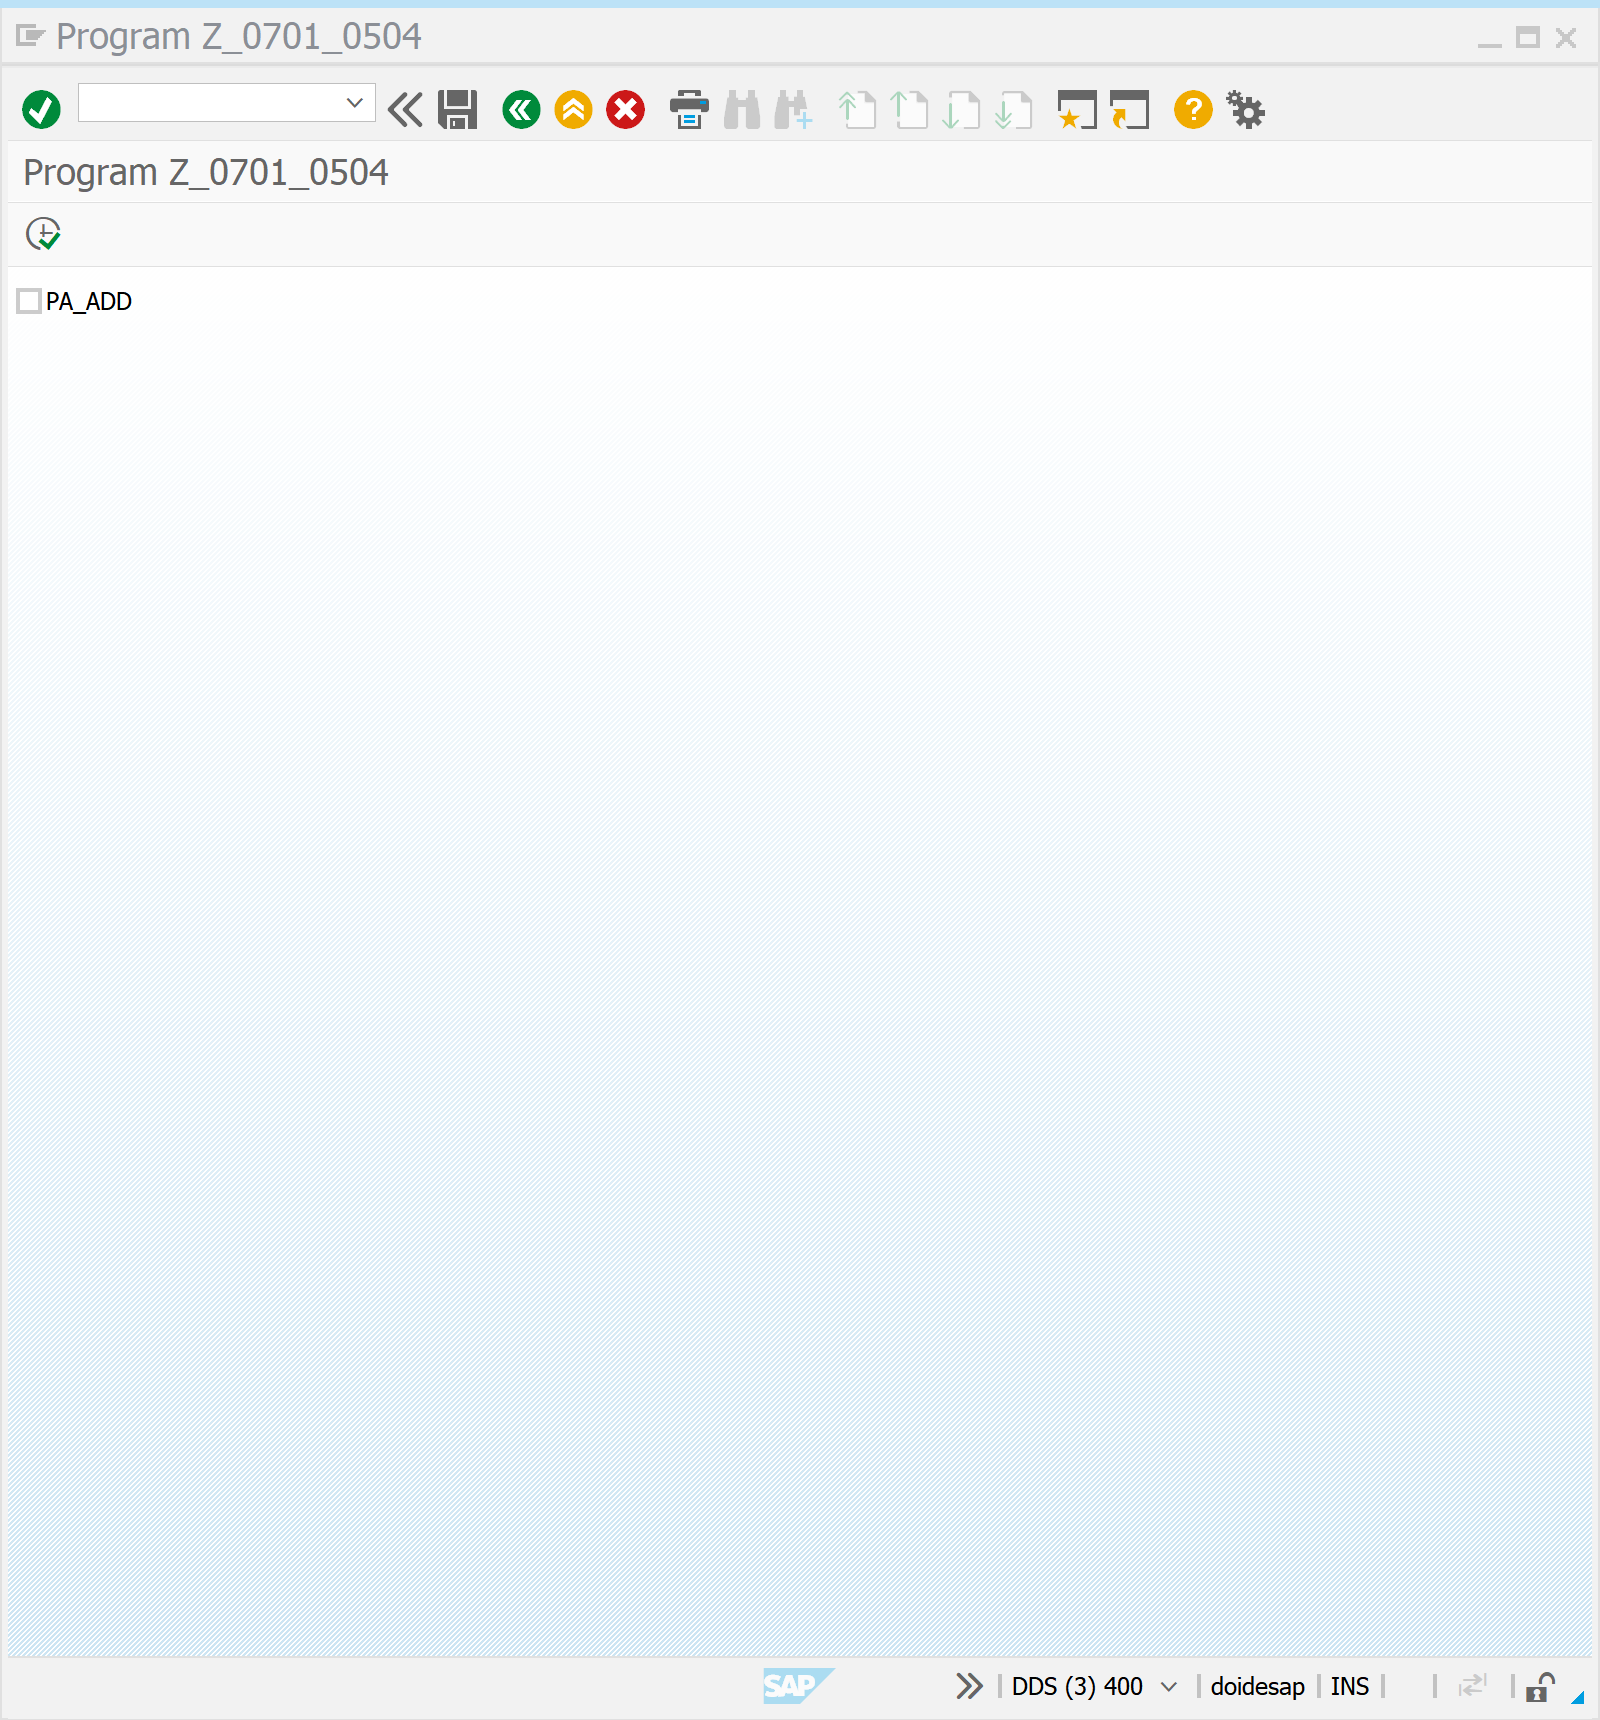 Program Z_0701_0504
Program Z_0701_0504
PA_ADD
SAP
DDS (3) 400
doidesap
INS